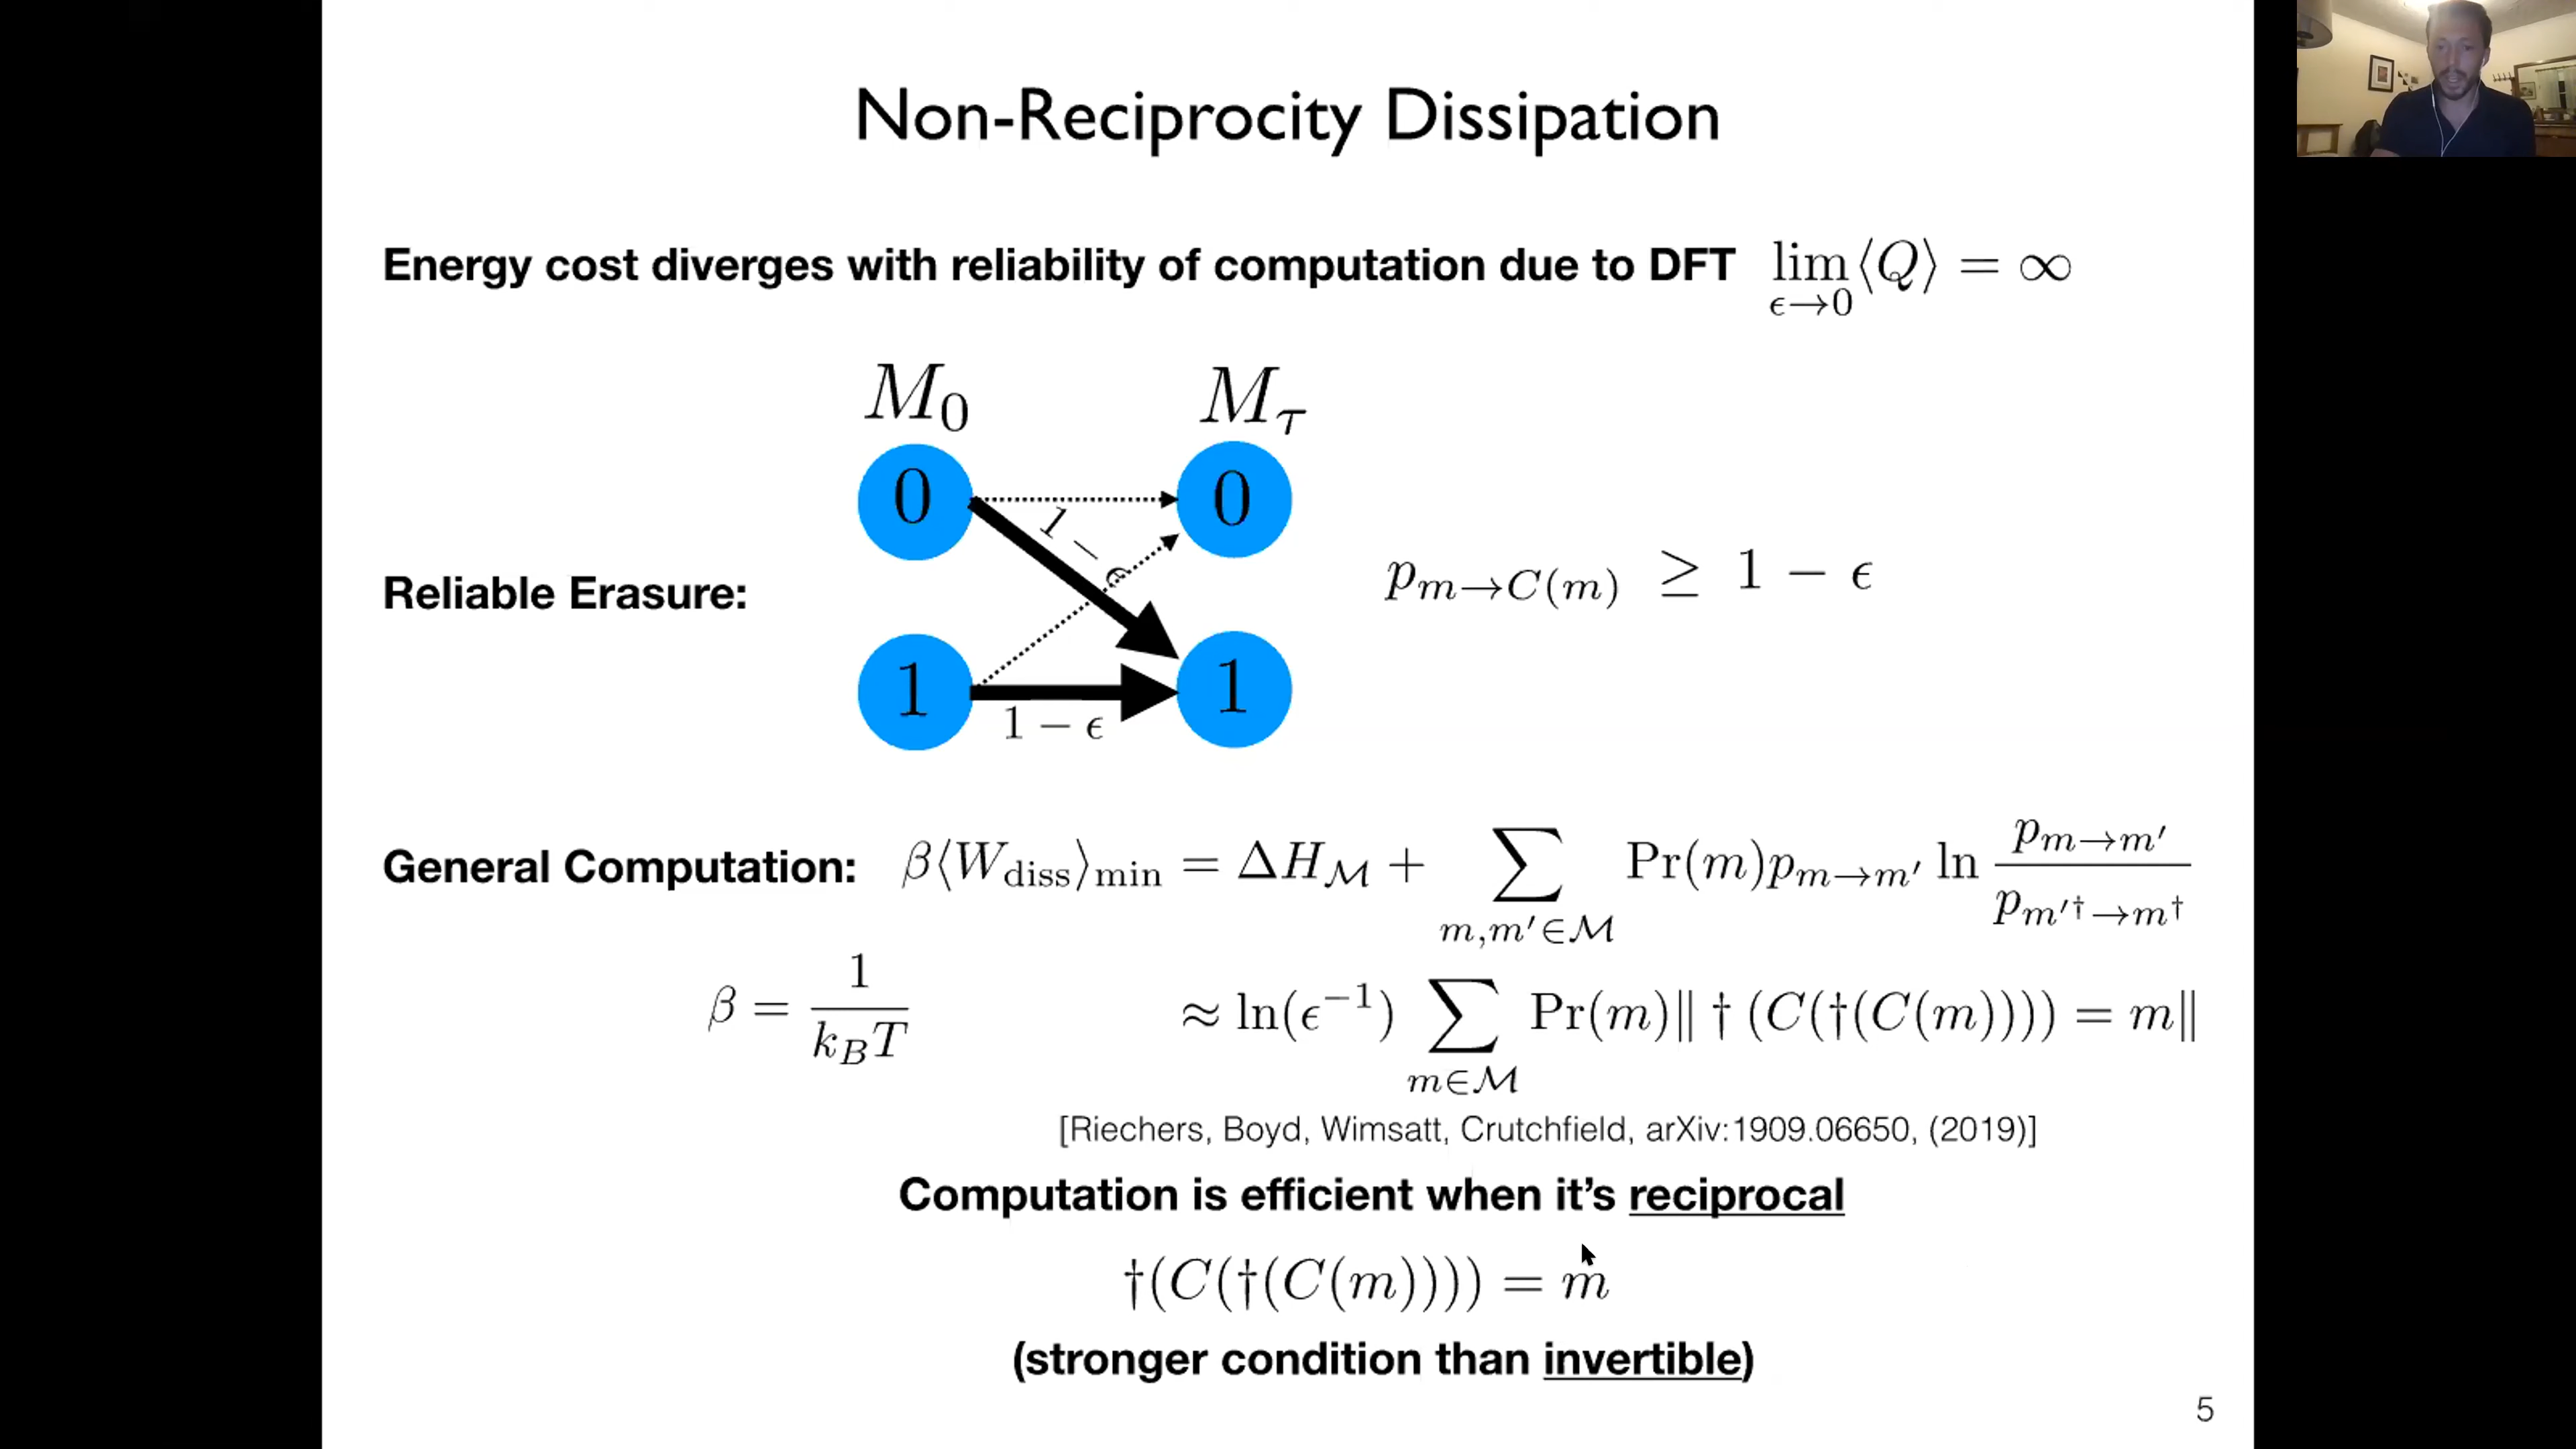 Non-Reciprocity Dissipation
Energy cost diverges with reliability of computation due to DFT lim_{ϵ→0} ⟨Q⟩ = ∞
M₀ M_τ
0 0
1 − ϵ
Reliable Erasure: p_{m→C(m)} ≥ 1 − ϵ
1 1
1 − ϵ
General Computation: β⟨W_diss⟩_min = ΔH_ℳ + ∑_{m,m′∈ℳ} Pr(m)p_{m→m′} ln p_{m→m′} / p_{m′†→m†}
β = 1 / k_B T ≈ ln(ϵ⁻¹) ∑_{m∈ℳ} Pr(m)‖ † (C(†(C(m)))) = m‖
[Riechers, Boyd, Wimsatt, Crutchfield, arXiv:1909.06650, (2019)]
Computation is efficient when it’s reciprocal
†(C(†(C(m)))) = m
(stronger condition than invertible)
5